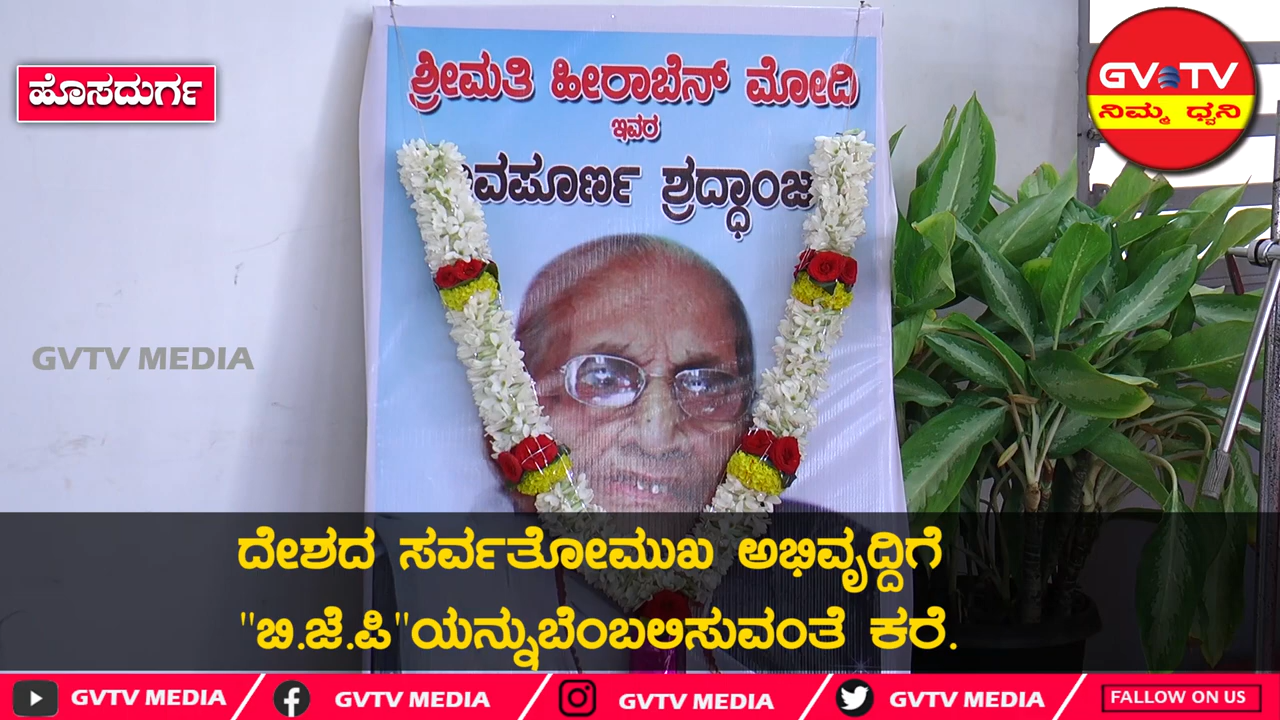 ಶ್ರೀಮತಿ ಹೀರಾಬೆನ್ ಮೋದಿ
ಇವರ
ಶ್ರದ್ಧಾಂಜ
ಹೊಸದುರ್ಗ
GVTV
ನಿಮ್ಮ ಧ್ವನಿ
GVTV MEDIA
ದೇಶದ ಸರ್ವತೋಮುಖ ಅಭಿವೃದ್ದಿಗೆ
"ಬಿ.ಜೆ.ಪಿ"ಯನ್ನುಬೆಂಬಲಿಸುವಂತೆ ಕರೆ.
GVTV MEDIA GVTV MEDIA GVTV MEDIA GVTV MEDIA FALLOW ON US